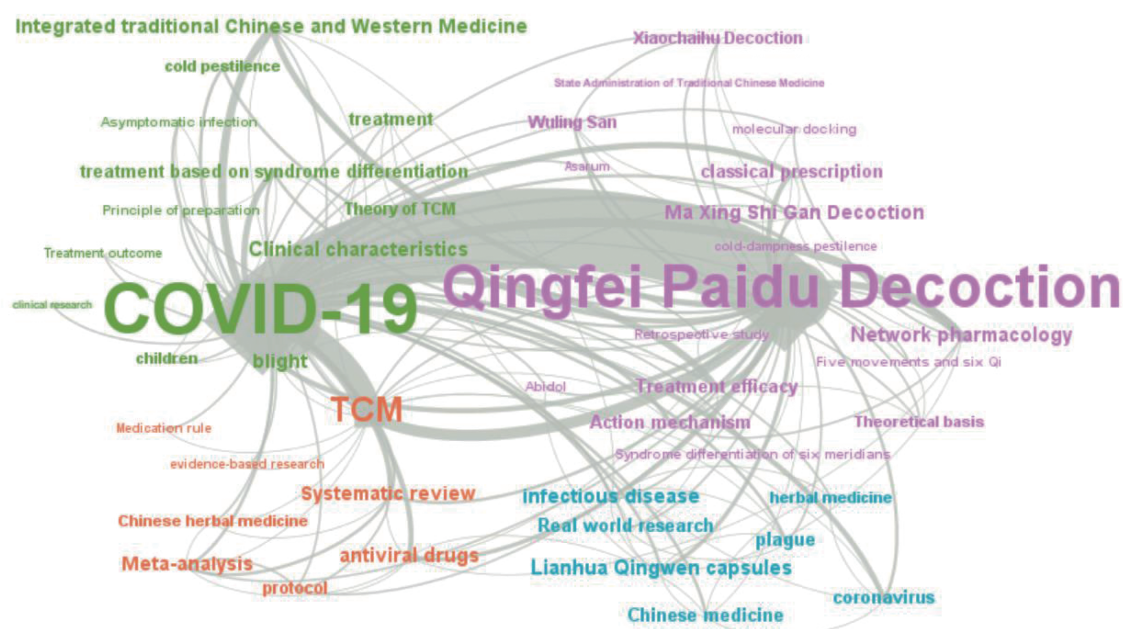 Integrated traditional Chinese and Western Medicine
cold pestilence
Asymptomatic infection
treatment
treatment based on syndrome differentiation
Principle of preparation
Theory of TCM
Treatment outcome
Clinical characteristics
clinical research
COVID-19
children
blight
Xiaochaihu Decoction
State Administration of Traditional Chinese Medicine
Wuling San
molecular docking
Asarum
classical prescription
Ma Xing Shi Gan Decoction
cold-dampness pestilence
Qingfei Paidu Decoction
Retrospective study
Network pharmacology
Five movements and six Qi
Abidol
Treatment efficacy
Action mechanism
Theoretical basis
Syndrome differentiation of six meridians
TCM
Medication rule
evidence-based research
Systematic review
Chinese herbal medicine
Meta-analysis
antiviral drugs
protocol
infectious disease
herbal medicine
Real world research
plague
Lianhua Qingwen capsules
coronavirus
Chinese medicine